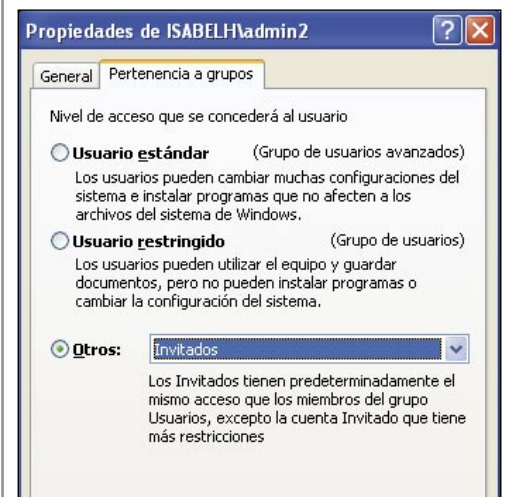 Propiedades de ISABELH\admin2
General Pertenencia a grupos
Nivel de acceso que se concederá al usuario
Usuario estándar (Grupo de usuarios avanzados)
Los usuarios pueden cambiar muchas configuraciones del
sistema e instalar programas que no afecten a los
archivos del sistema de Windows.
Usuario restringido (Grupo de usuarios)
Los usuarios pueden utilizar el equipo y guardar
documentos, pero no pueden instalar programas o
cambiar la configuración del sistema.
Otros: Invitados
Los Invitados tienen predeterminadamente el
mismo acceso que los miembros del grupo
Usuarios, excepto la cuenta Invitado que tiene
más restricciones